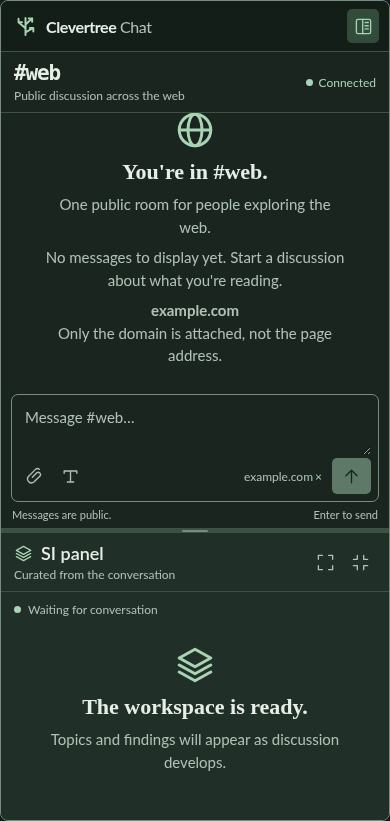 Clevertree Chat
#web
Public discussion across the web
Connected
You're in #web.
One public room for people exploring the
web.
No messages to display yet. Start a discussion
about what you're reading.
example.com
Only the domain is attached, not the page
address.
Message #web...
example.com ×
Messages are public.
Enter to send
SI panel
Curated from the conversation
Waiting for conversation
The workspace is ready.
Topics and findings will appear as discussion
develops.